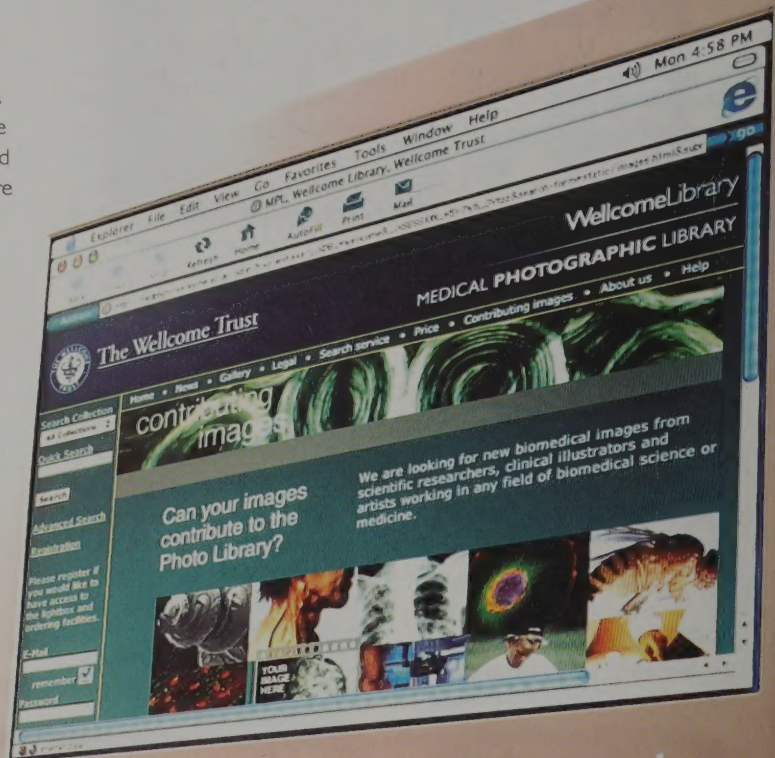 Mon 4:58 PM
Explorer File Edit View Go Favorites Tools Window Help
MPL, Wellcome Library, Wellcome Trust
Refresh Home AutoFill Print Mail
go
WellcomeLibrary
MEDICAL PHOTOGRAPHIC LIBRARY
The Wellcome Trust
Home • News • Gallery • Legal • Search service • Price • Contributing images • About us • Help
contributing
images
Search Collection
All Collections
Quick Search
Search
Advanced Search
Registration
Please register if
you would like to
have access to
the lightbox and
ordering facilities.
E-Mail
remember
Password
Can your images
contribute to the
Photo Library?
We are looking for new biomedical images from
scientific researchers, clinical illustrators and
artists working in any field of biomedical science or
medicine.
YOUR
IMAGE
HERE